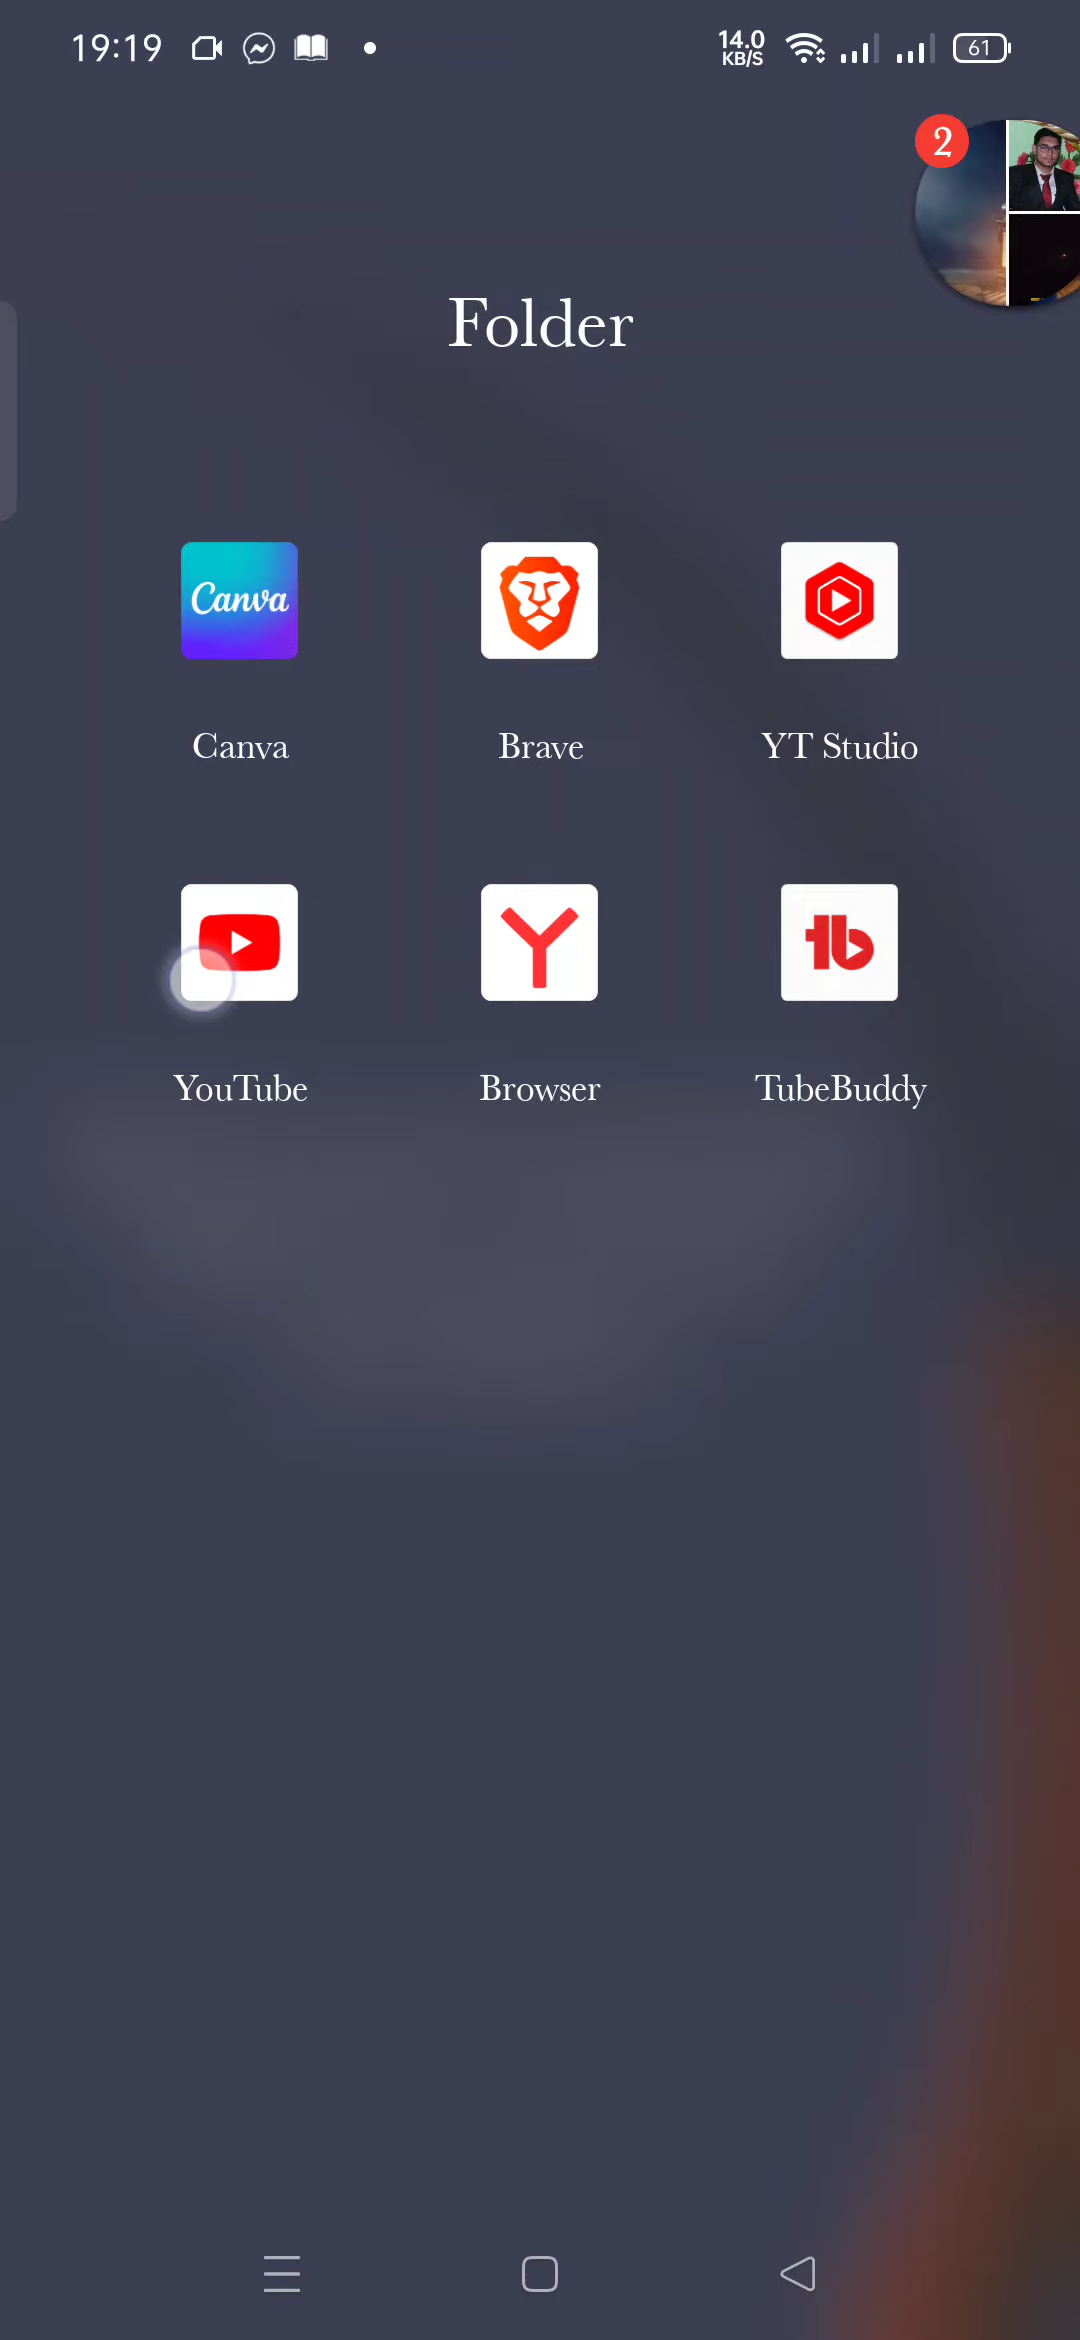 19:19
14.0
KB/S
61
2
Folder
Canva
Canva
Brave
YT Studio
YouTube
Browser
TubeBuddy